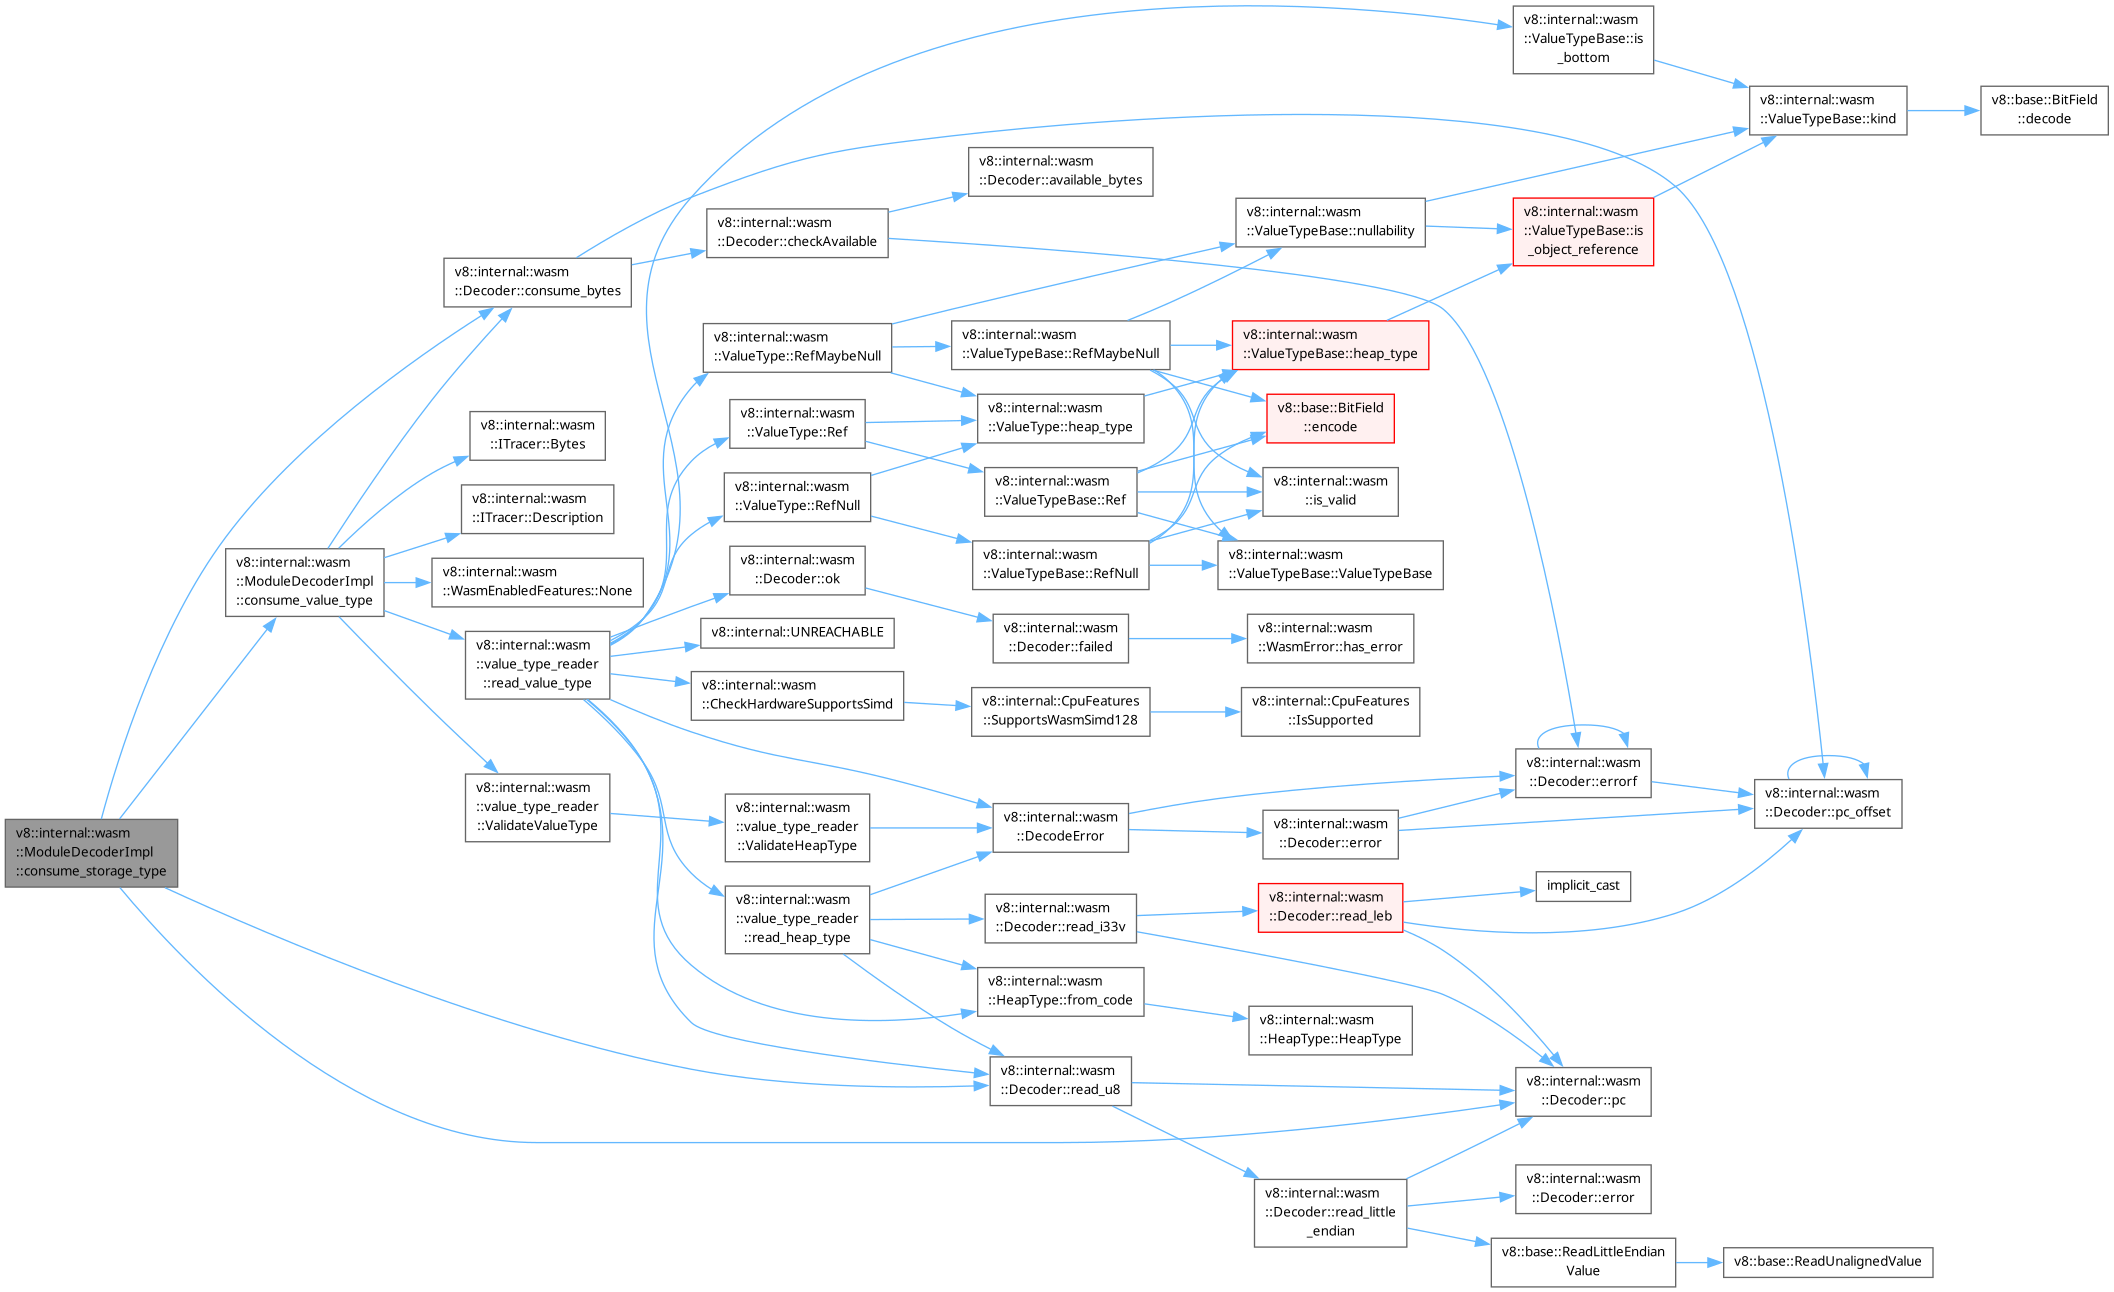 v8::internal::wasm
::ModuleDecoderImpl
::consume_storage_type
v8::internal::wasm
::ModuleDecoderImpl
::consume_value_type
v8::internal::wasm
::Decoder::consume_bytes
v8::internal::wasm
::ITracer::Bytes
v8::internal::wasm
::ITracer::Description
v8::internal::wasm
::WasmEnabledFeatures::None
v8::internal::wasm
::value_type_reader
::read_value_type
v8::internal::wasm
::value_type_reader
::ValidateValueType
v8::internal::wasm
::Decoder::checkAvailable
v8::internal::wasm
::ValueType::RefMaybeNull
v8::internal::wasm
::ValueType::Ref
v8::internal::wasm
::ValueType::RefNull
v8::internal::wasm
::Decoder::ok
v8::internal::UNREACHABLE
v8::internal::wasm
::CheckHardwareSupportsSimd
v8::internal::wasm
::value_type_reader
::ValidateHeapType
v8::internal::wasm
::value_type_reader
::read_heap_type
v8::internal::wasm
::Decoder::available_bytes
v8::internal::wasm
::ValueTypeBase::RefMaybeNull
v8::internal::wasm
::ValueType::heap_type
v8::internal::wasm
::ValueTypeBase::Ref
v8::internal::wasm
::ValueTypeBase::RefNull
v8::internal::wasm
::Decoder::failed
v8::internal::CpuFeatures
::SupportsWasmSimd128
v8::internal::wasm
::DecodeError
v8::internal::wasm
::Decoder::read_i33v
v8::internal::wasm
::HeapType::from_code
v8::internal::wasm
::Decoder::read_u8
v8::internal::wasm
::ValueTypeBase::nullability
v8::internal::wasm
::ValueTypeBase::heap_type
v8::base::BitField
::encode
v8::internal::wasm
::is_valid
v8::internal::wasm
::ValueTypeBase::ValueTypeBase
v8::internal::wasm
::WasmError::has_error
v8::internal::CpuFeatures
::IsSupported
v8::internal::wasm
::Decoder::error
v8::internal::wasm
::Decoder::read_leb
v8::internal::wasm
::HeapType::HeapType
v8::internal::wasm
::Decoder::read_little
_endian
v8::internal::wasm
::ValueTypeBase::is
_bottom
v8::internal::wasm
::ValueTypeBase::is
_object_reference
v8::internal::wasm
::Decoder::errorf
implicit_cast
v8::internal::wasm
::Decoder::pc
v8::internal::wasm
::Decoder::error
v8::base::ReadLittleEndian
Value
v8::internal::wasm
::ValueTypeBase::kind
v8::internal::wasm
::Decoder::pc_offset
v8::base::ReadUnalignedValue
v8::base::BitField
::decode